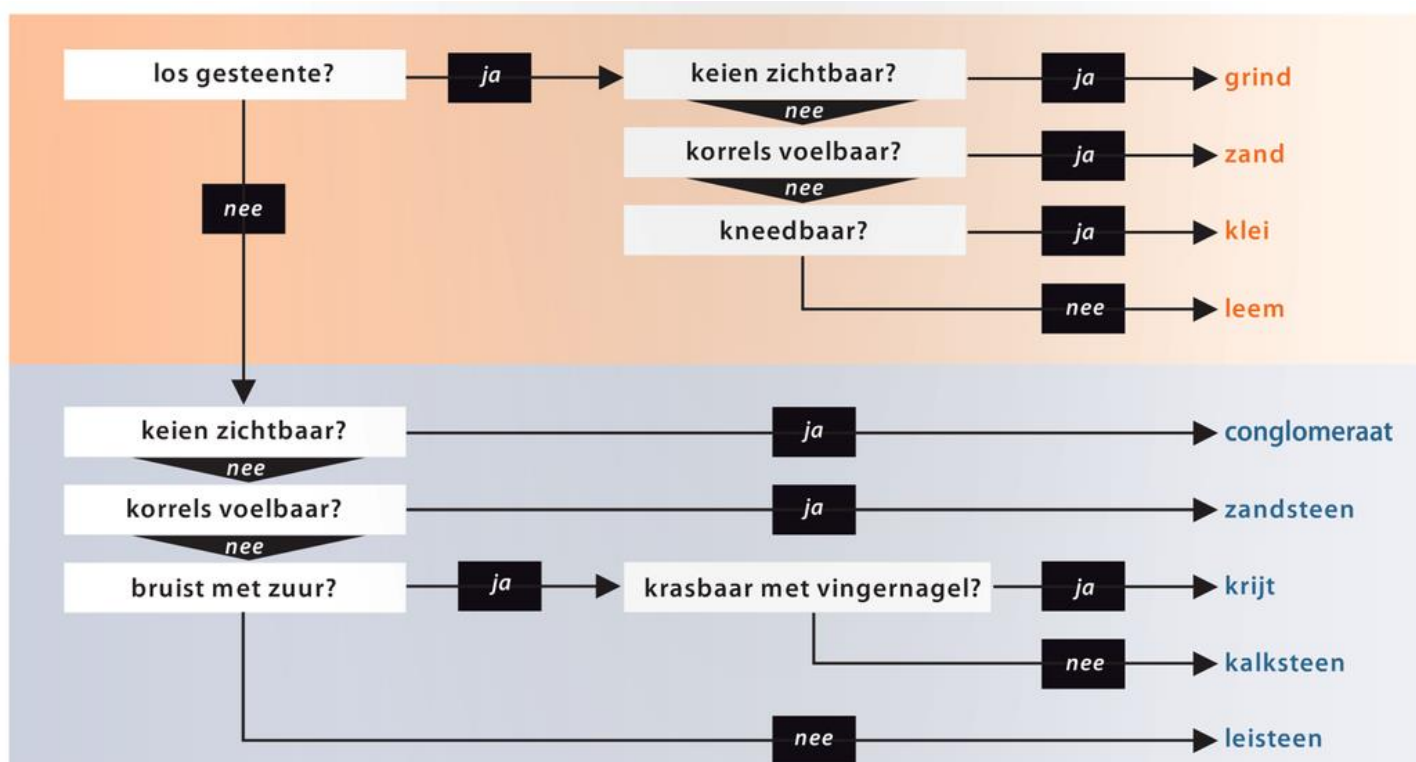 los gesteente? ja keien zichtbaar? ja grind
nee
korrels voelbaar? ja zand
nee
nee
kneedbaar? ja klei
nee leem
keien zichtbaar? ja conglomeraat
nee
korrels voelbaar? ja zandsteen
nee
bruist met zuur? ja krasbaar met vingernagel? ja krijt
nee kalksteen
nee leisteen